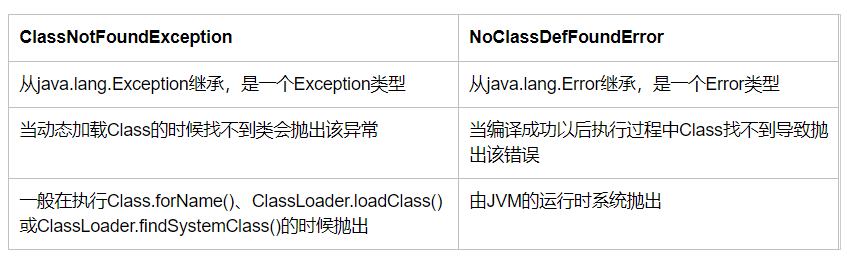 ClassNotFoundException
NoClassDefFoundError
从java.lang.Exception继承，是一个Exception类型
从java.lang.Error继承，是一个Error类型
当动态加载Class的时候找不到类会抛出该异常
当编译成功以后执行过程中Class找不到导致抛
出该错误
一般在执行Class.forName()、ClassLoader.loadClass()
或ClassLoader.findSystemClass()的时候抛出
由JVM的运行时系统抛出